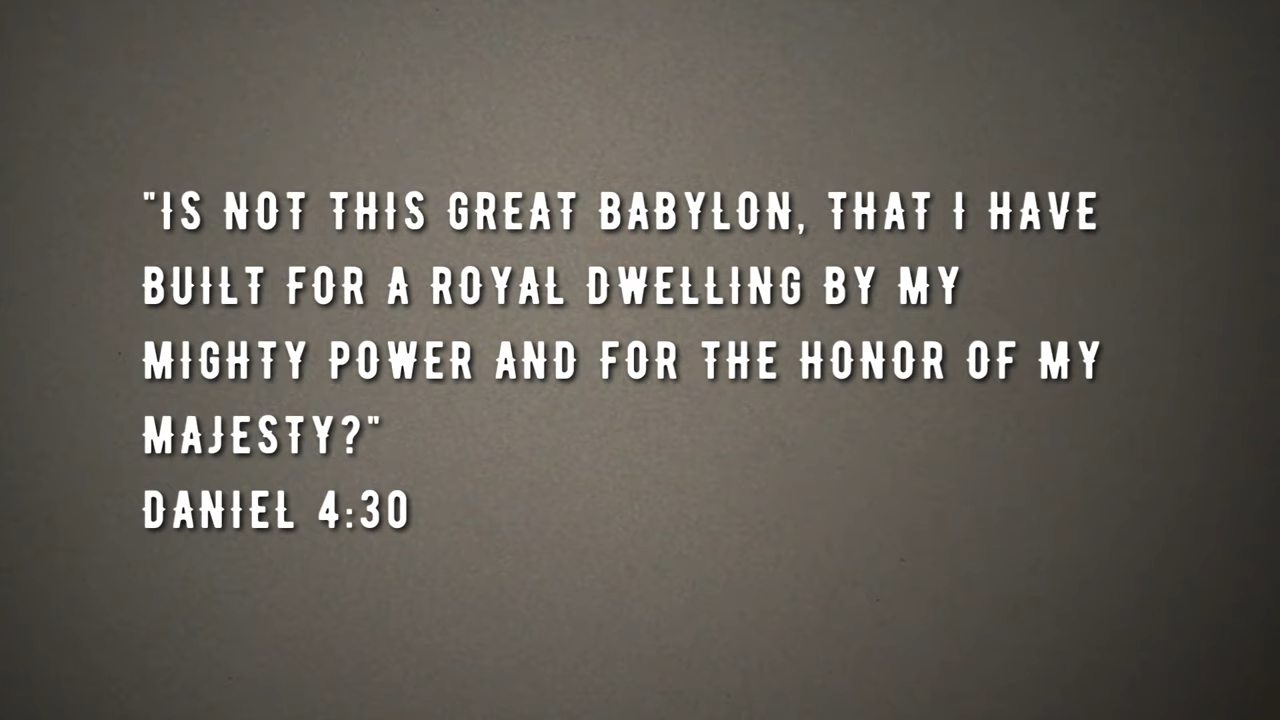 "IS NOT THIS GREAT BABYLON, THAT I HAVE
BUILT FOR A ROYAL DWELLING BY MY
MIGHTY POWER AND FOR THE HONOR OF MY
MAJESTY?"
DANIEL 4:30